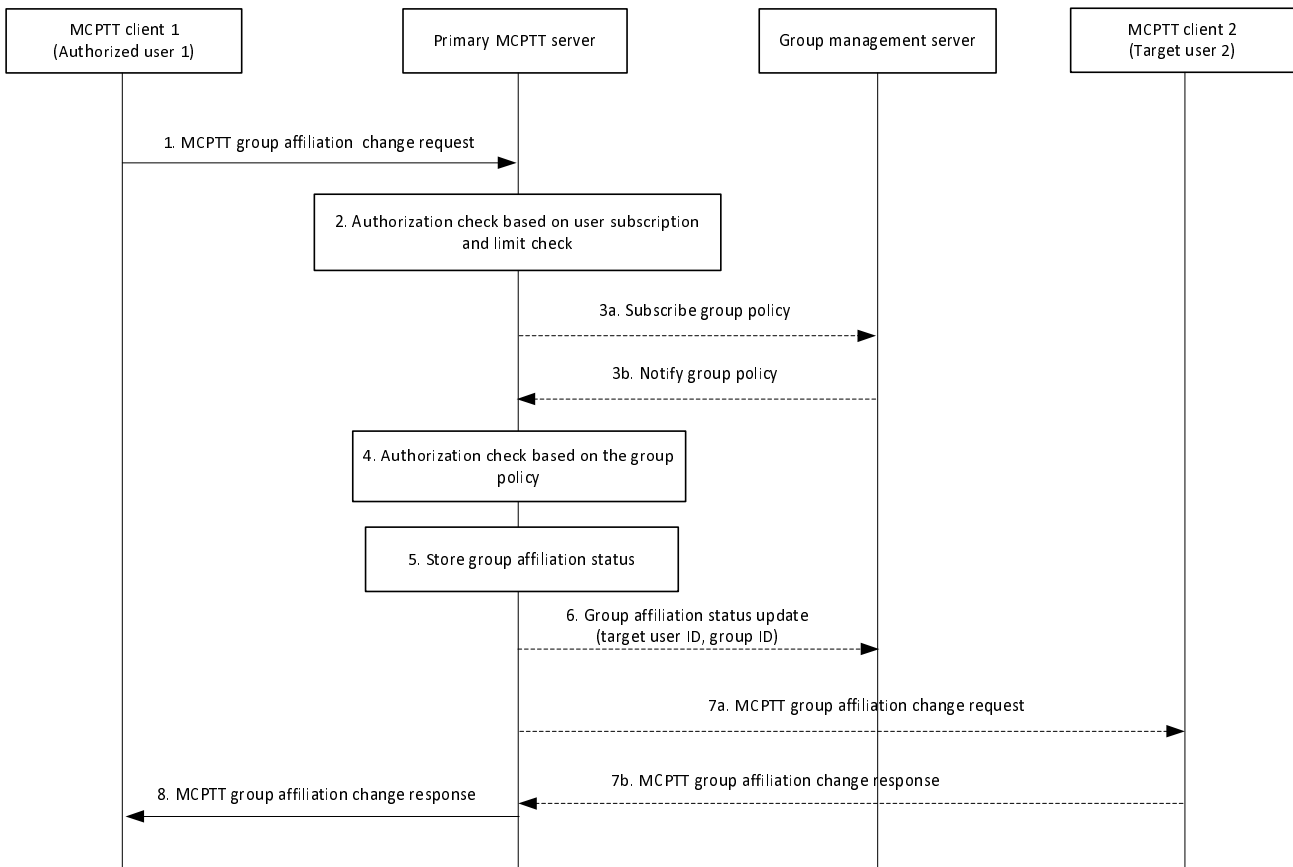 MCPTT client 1
(Authorized user 1)
Primary MCPTT server
Group management server
MCPTT client 2
(Target user 2)
1. MCPTT group affiliation change request
2. Authorization check based on user subscription
and limit check
3a. Subscribe group policy
3b. Notify group policy
4. Authorization check based on the group
policy
5. Store group affiliation status
6. Group affiliation status update
(target user ID, group ID)
7a. MCPTT group affiliation change request
7b. MCPTT group affiliation change response
8. MCPTT group affiliation change response